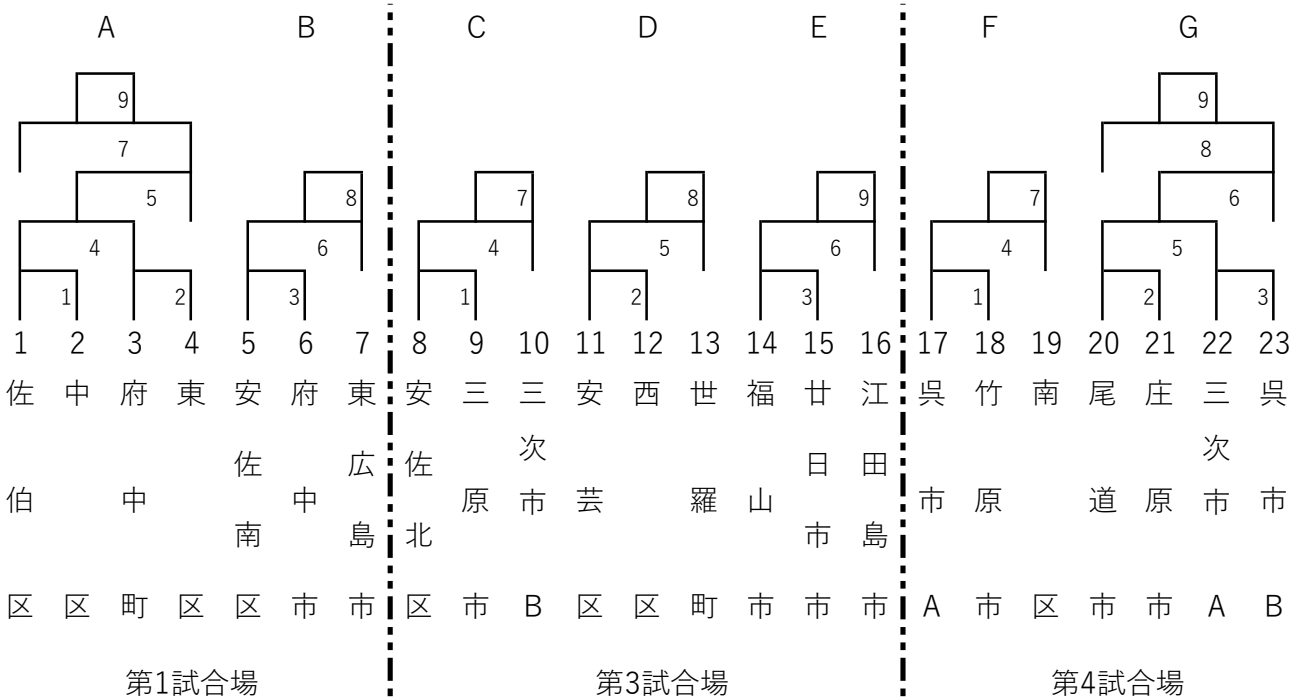 A B C D E F G
9 9
7 8
5 8 7 8 9 7 6
4 6 4 5 6 4 5
1 2 3 1 2 3 1 2 3
1 2 3 4 5 6 7 8 9 10 11 12 13 14 15 16 17 18 19 20 21 22 23
佐伯区
中区
府中町
東区
安佐南区
府中市
東広島市
安佐北区
三原市
三次市B
安芸区
西区
世羅町
福山市
廿日市市
江田島市
呉市A
竹原市
南区
尾道市
庄原市
三次市A
呉市B
第1試合場 第3試合場 第4試合場